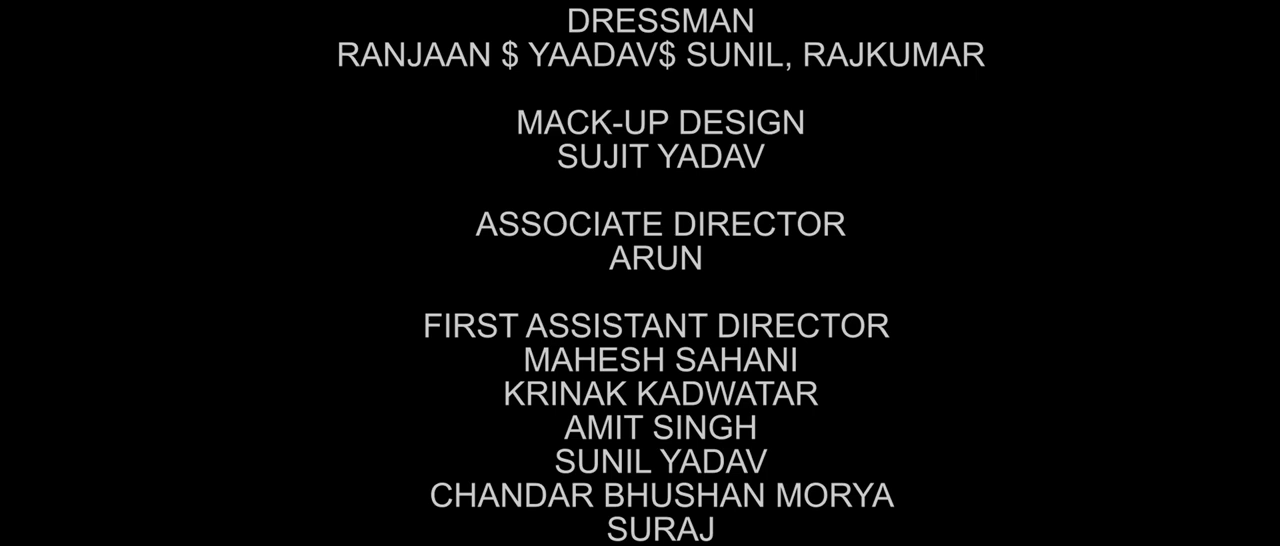 DRESSMAN
RANJAAN $ YAADAV$ SUNIL, RAJKUMAR
MACK-UP DESIGN
SUJIT YADAV
ASSOCIATE DIRECTOR
ARUN
FIRST ASSISTANT DIRECTOR
MAHESH SAHANI
KRINAK KADWATAR
AMIT SINGH
SUNIL YADAV
CHANDAR BHUSHAN MORYA
SURAJ